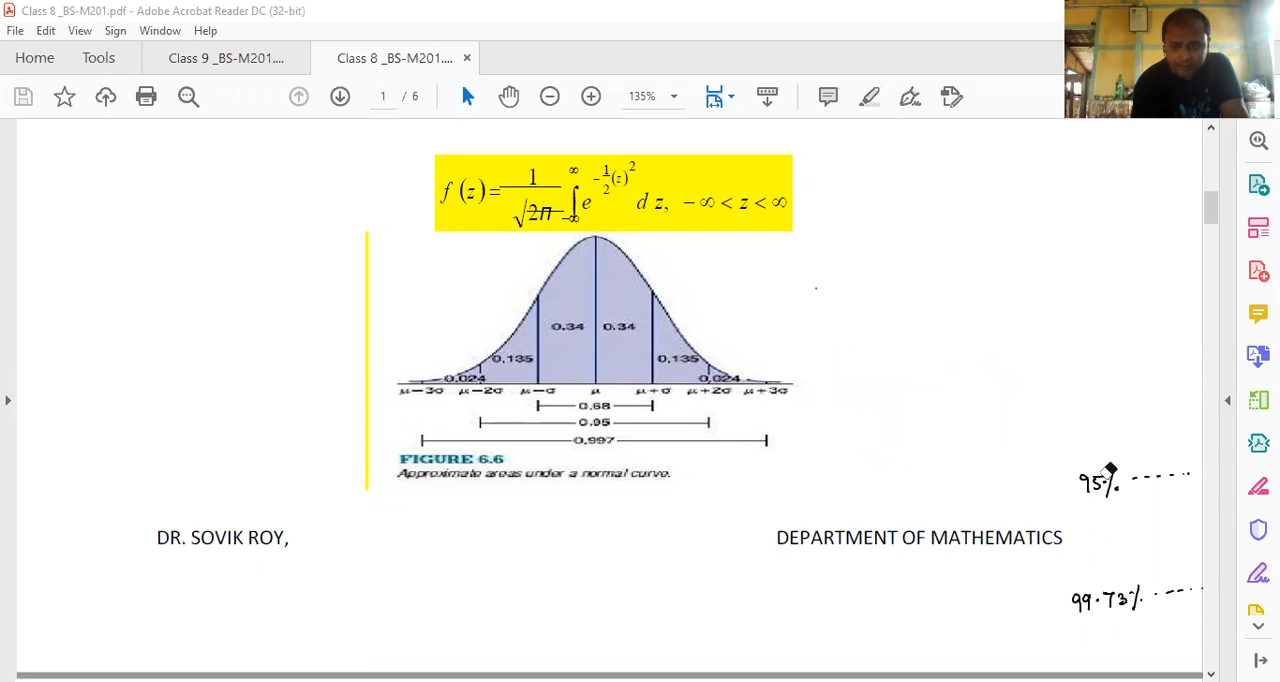 Class 8 _BS-M201.pdf - Adobe Acrobat Reader DC (32-bit)
File Edit View Sign Window Help
Home Tools Class 9 _BS-M201.... Class 8 _BS-M201.... ×
1 / 6 135%
f (z)= 1/√2π ∫_{-∞}^{∞} e^{-1/2(z)^2} d z, -∞ < z < ∞
0.34 0.34
0.135 0.135
0.024 0.024
μ-3σ μ-2σ μ-σ μ μ+σ μ+2σ μ+3σ
0.68
0.95
0.997
FIGURE 6.6
Approximate areas under a normal curve.
95%. -----
DR. SOVIK ROY, DEPARTMENT OF MATHEMATICS
99.73% -----